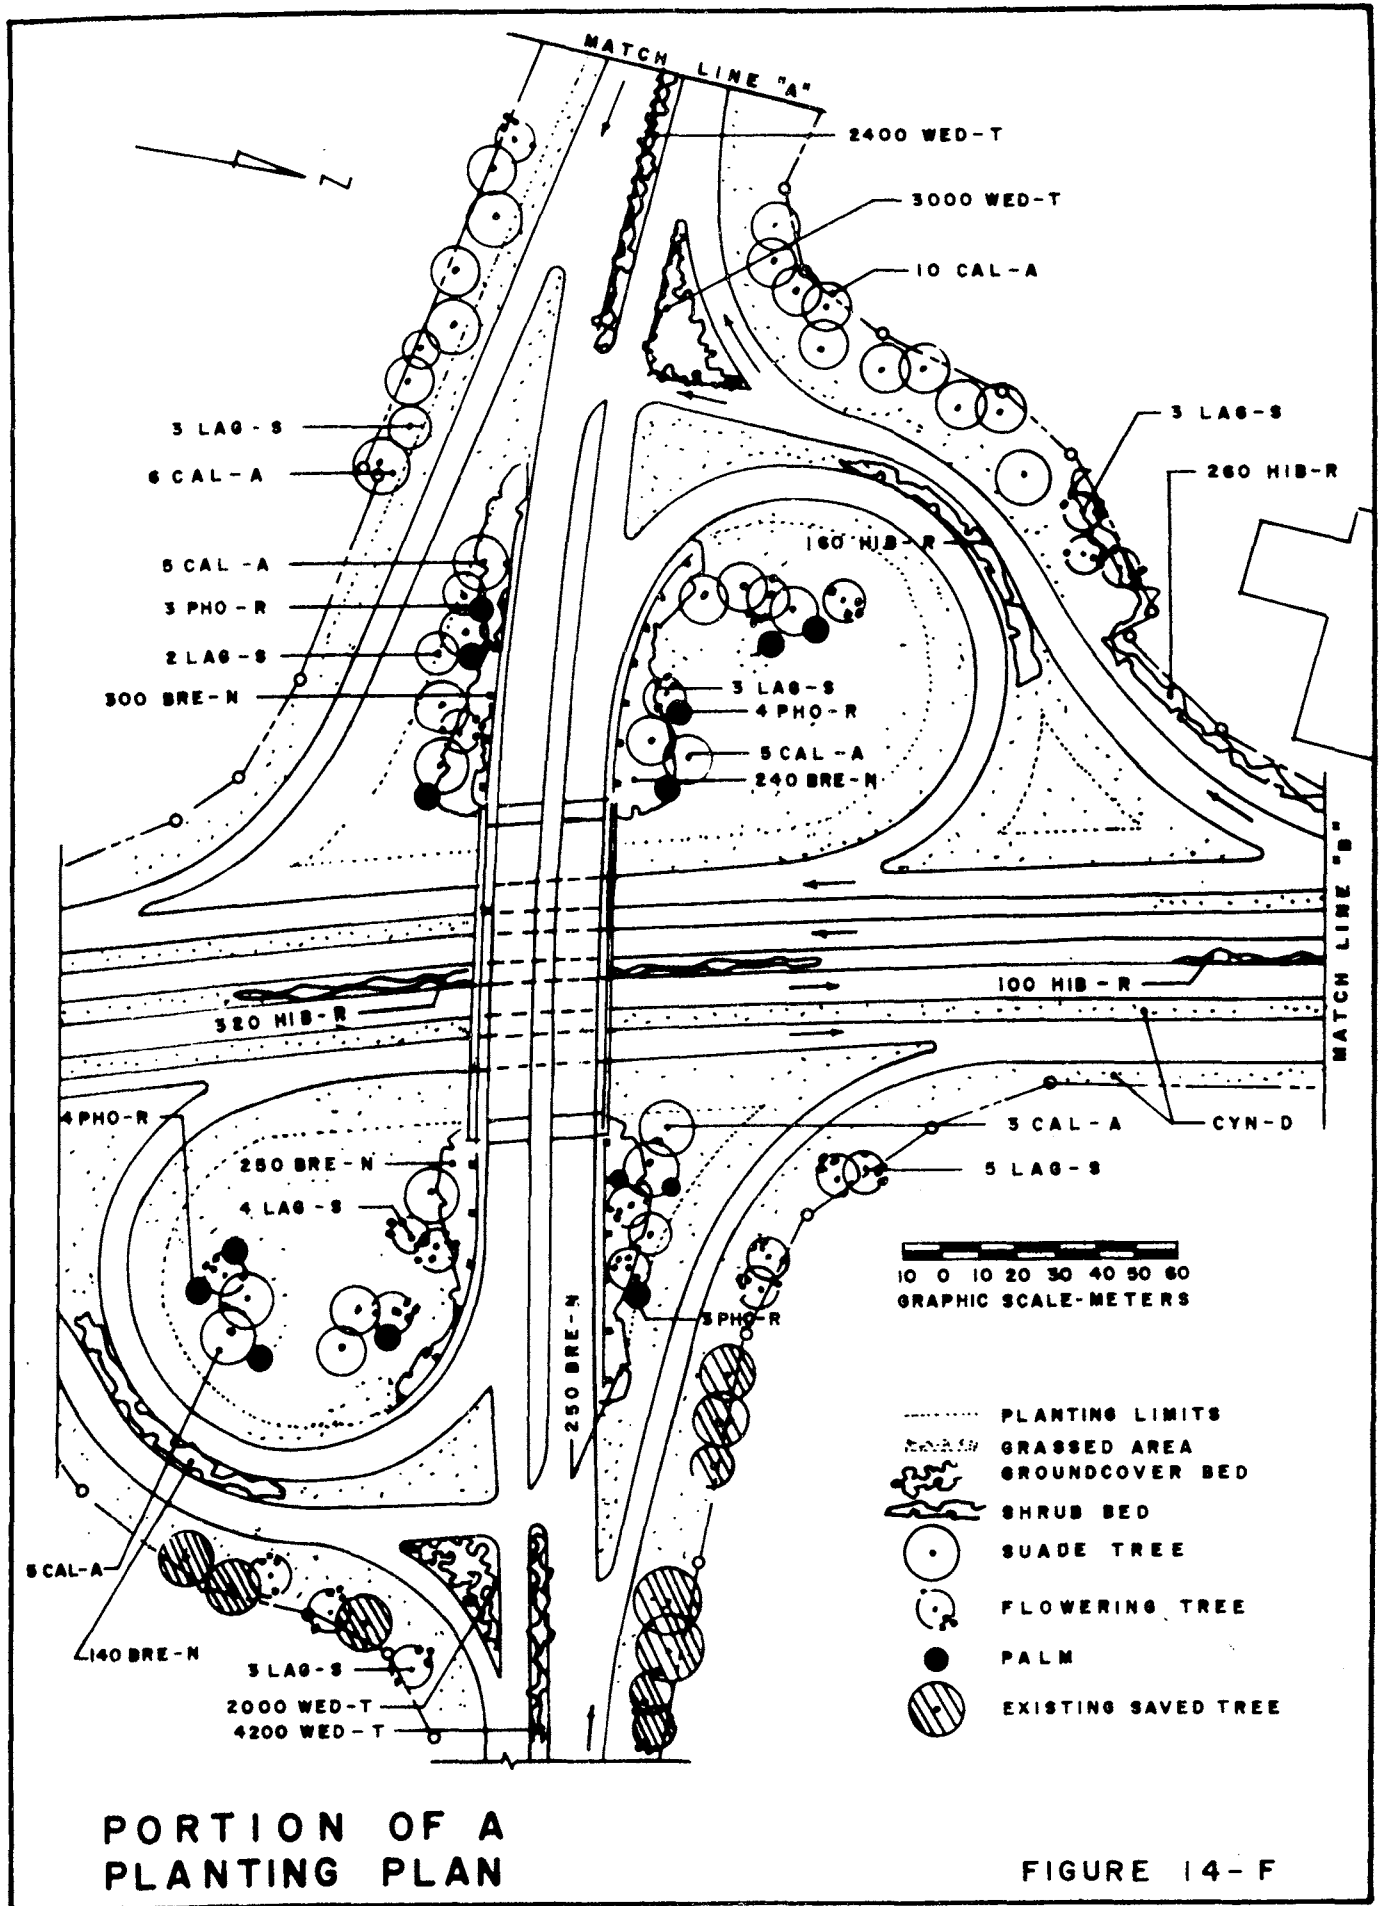 MATCH LINE "A"
2400 WED-T
N
3000 WED-T
10 CAL-A
3 LAG-S
3 LAG-S
260 HIB-R
6 CAL-A
160 HIB-R
5 CAL-A
3 PHO-R
2 LAG-S
300 BRE-N
3 LAG-S
4 PHO-R
5 CAL-A
240 BRE-N
MATCH LINE "B"
100 HIB-R
320 HIB-R
4 PHO-R
3 CAL-A
CYN-D
250 BRE-N
5 LAG-S
4 LAG-S
10 0 10 20 30 40 50 60
GRAPHIC SCALE-METERS
3 PHO-R
250 BRE-N
PLANTING LIMITS
GRASSED AREA
GROUNDCOVER BED
SHRUB BED
SUADE TREE
FLOWERING TREE
PALM
EXISTING SAVED TREE
5 CAL-A
140 BRE-N
3 LAG-S
2000 WED-T
4200 WED-T
PORTION OF A
PLANTING PLAN
FIGURE 14-F